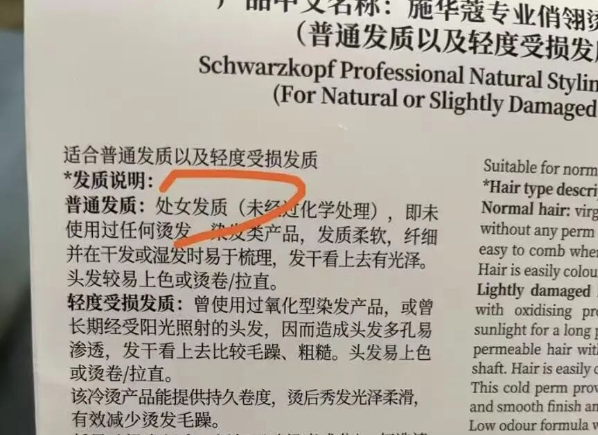 产品中文名称：施华蔻专业俏翎
（普通发质以及轻度受损发
Schwarzkopf Professional Natural Stylin
(For Natural or Slightly Damaged
适合普通发质以及轻度受损发质
*发质说明：
普通发质：处女发质（未经过化学处理），即未
使用过任何烫发、染发类产品，发质柔软，纤细
并在干发或湿发时易于梳理，发干看上去有光泽。
头发较易上色或烫卷/拉直。
轻度受损发质：曾使用过氧化型染发产品，或曾
长期经受阳光照射的头发，因而造成头发多孔易
渗透，发干看上去比较毛躁、粗糙。头发易上色
或烫卷/拉直。
该冷烫产品能提供持久卷度，烫后秀发光泽柔滑，
有效减少烫发毛躁。
Suitable for norm
*Hair type descri
Normal hair: virg
without any perm
easy to comb whe
Hair is easily colou
Lightly damaged
with oxidising pr
sunlight for a long p
permeable hair with
shaft. Hair is easily c
This cold perm prov
and smooth finish an
Low odour formula w